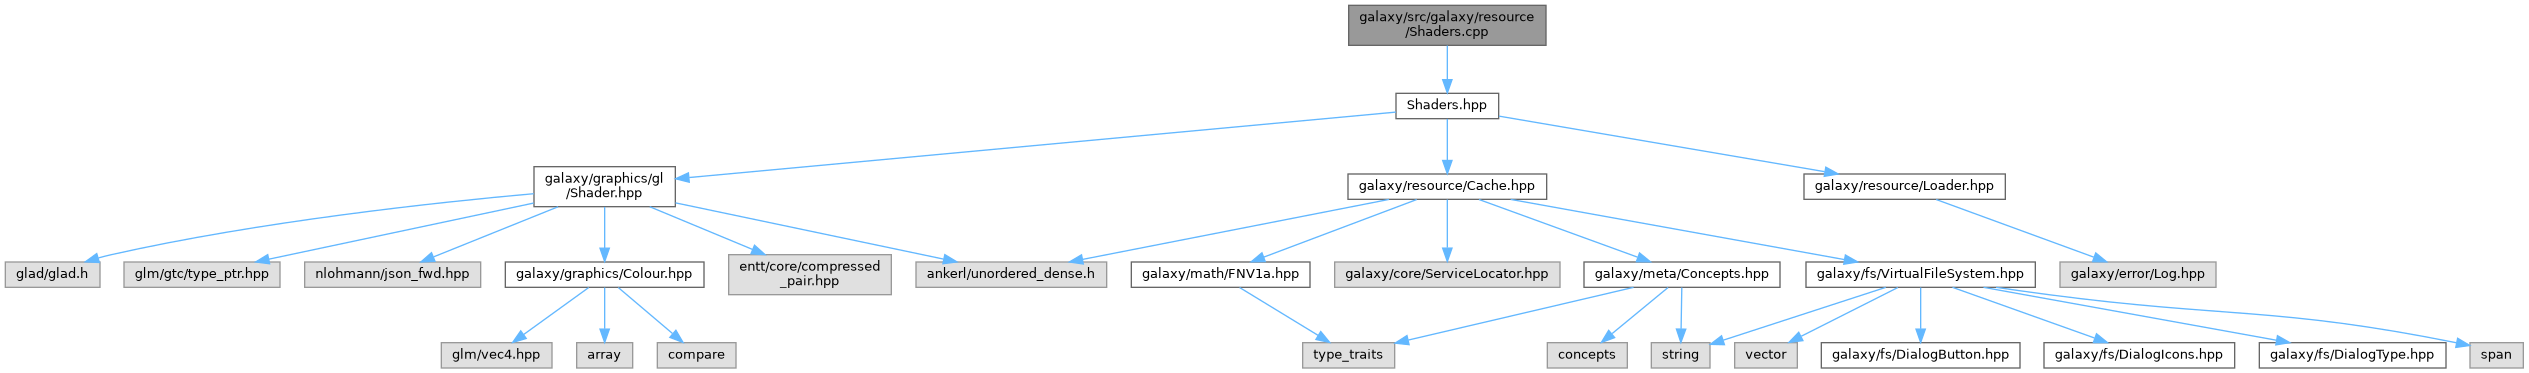 galaxy/src/galaxy/resource
/Shaders.cpp
Shaders.hpp
galaxy/graphics/gl
/Shader.hpp
galaxy/resource/Cache.hpp
galaxy/resource/Loader.hpp
glad/glad.h
glm/gtc/type_ptr.hpp
nlohmann/json_fwd.hpp
galaxy/graphics/Colour.hpp
entt/core/compressed
_pair.hpp
ankerl/unordered_dense.h
galaxy/math/FNV1a.hpp
galaxy/core/ServiceLocator.hpp
galaxy/meta/Concepts.hpp
galaxy/fs/VirtualFileSystem.hpp
galaxy/error/Log.hpp
glm/vec4.hpp
array
compare
type_traits
concepts
string
vector
galaxy/fs/DialogButton.hpp
galaxy/fs/DialogIcons.hpp
galaxy/fs/DialogType.hpp
span